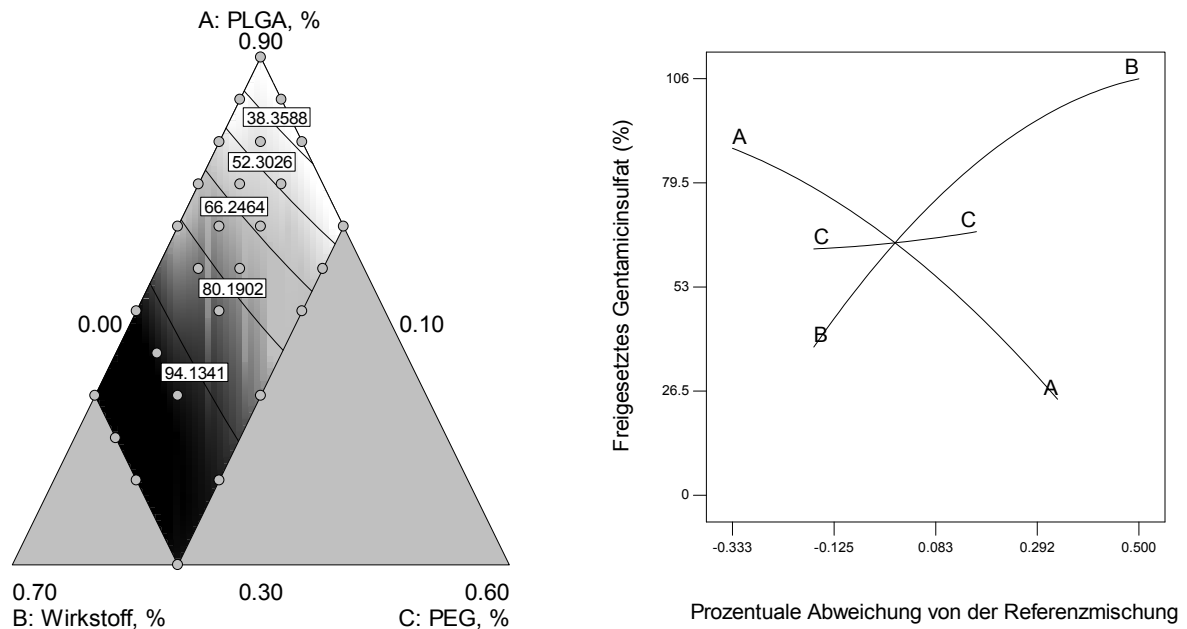 A: PLGA, %
0.90
38.3588
52.3026
66.2464
80.1902
0.00
0.10
94.1341
0.70
0.30
0.60
B: Wirkstoff, %
C: PEG, %
Freigesetztes Gentamicinsulfat (%)
106
79.5
53
26.5
0
B
A
C
C
B
A
-0.333
-0.125
0.083
0.292
0.500
Prozentuale Abweichung von der Referenzmischung